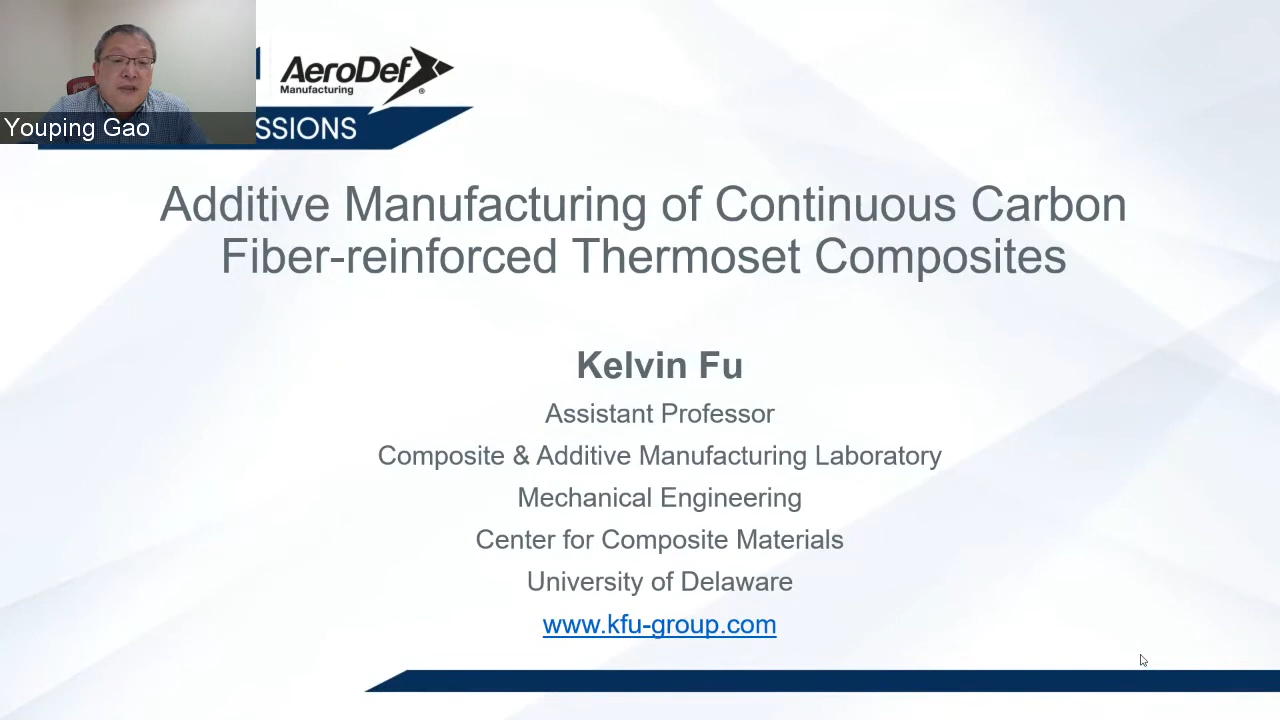 AeroDef
Manufacturing
®
Youping Gao
SSIONS
Additive Manufacturing of Continuous Carbon
Fiber-reinforced Thermoset Composites
Kelvin Fu
Assistant Professor
Composite & Additive Manufacturing Laboratory
Mechanical Engineering
Center for Composite Materials
University of Delaware
www.kfu-group.com